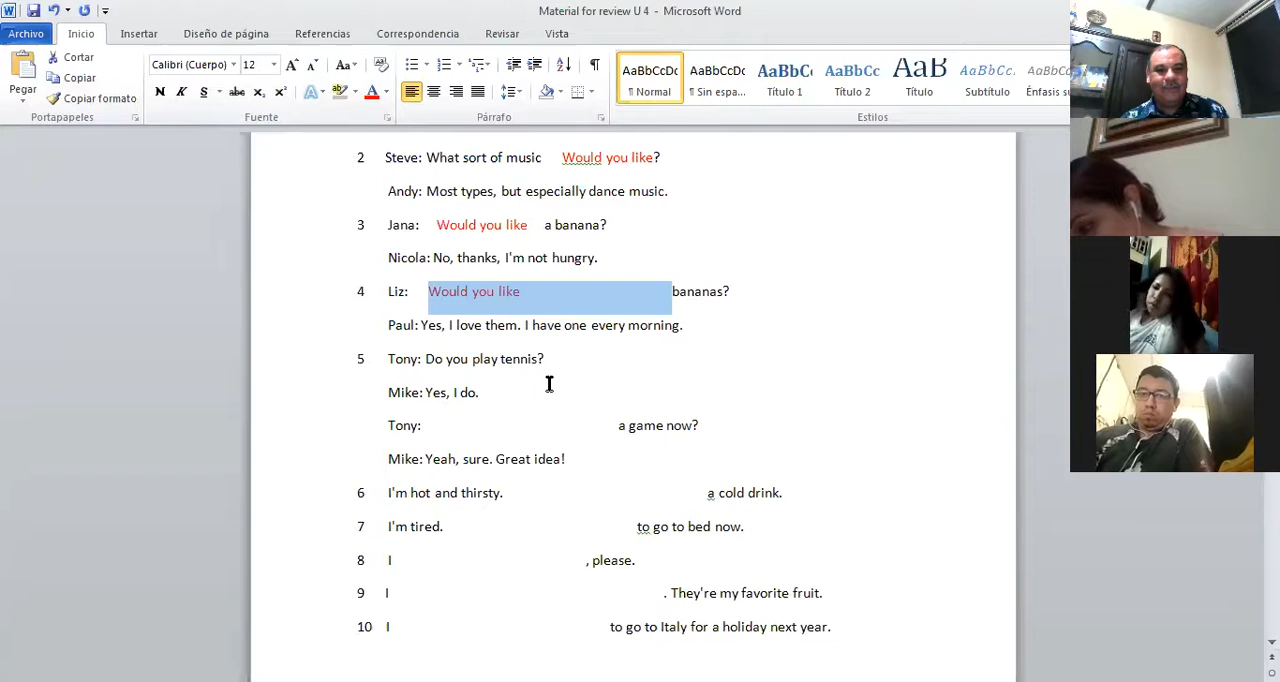 Material for review U 4 - Microsoft Word
Archivo Inicio Insertar Diseño de página Referencias Correspondencia Revisar Vista
Cortar
Copiar
Copiar formato
Pegar
Portapapeles
Calibri (Cuerpo) 12
Fuente
Párrafo
AaBbCcDc AaBbCcDc AaBbC AaBbCc AaB AaBbCc. AaBbCc
¶ Normal ¶ Sin espa... Título 1 Título 2 Título Subtítulo Énfasis
Estilos
2 Steve: What sort of music Would you like?
Andy: Most types, but especially dance music.
3 Jana: Would you like a banana?
Nicola: No, thanks, I'm not hungry.
4 Liz: Would you like bananas?
Paul: Yes, I love them. I have one every morning.
5 Tony: Do you play tennis?
Mike: Yes, I do.
Tony: a game now?
Mike: Yeah, sure. Great idea!
6 I'm hot and thirsty. a cold drink.
7 I'm tired. to go to bed now.
8 I , please.
9 I . They're my favorite fruit.
10 I to go to Italy for a holiday next year.